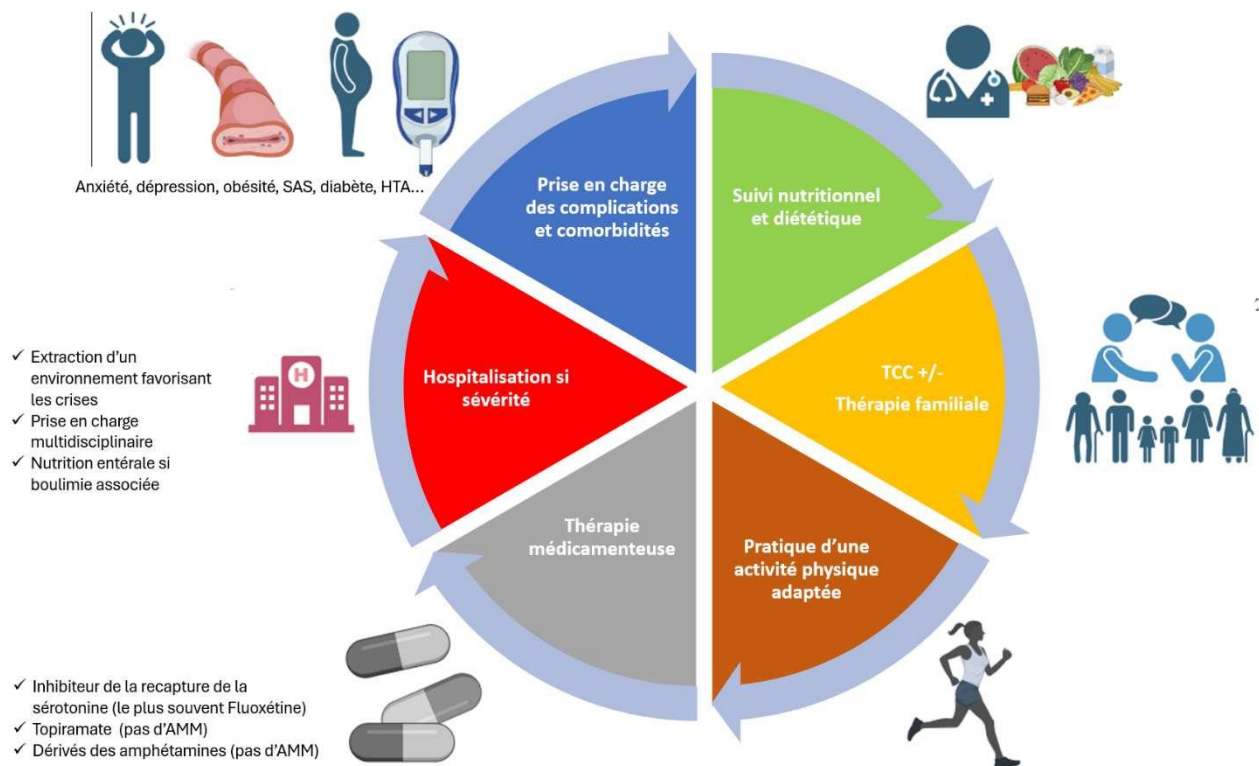 Anxiété, dépression, obésité, SAS, diabète, HTA...
Prise en charge
des complications
et comorbidités
Suivi nutritionnel
et diététique
TCC +/-
Thérapie familiale
Pratique d'une
activité physique
adaptée
Thérapie
médicamenteuse
Hospitalisation si
sévérité
✓ Extraction d'un
environnement favorisant
les crises
✓ Prise en charge
multidisciplinaire
✓ Nutrition entérale si
boulimie associée
H
✓ Inhibiteur de la recapture de la
sérotonine (le plus souvent Fluoxétine)
✓ Topiramate (pas d'AMM)
✓ Dérivés des amphétamines (pas d'AMM)